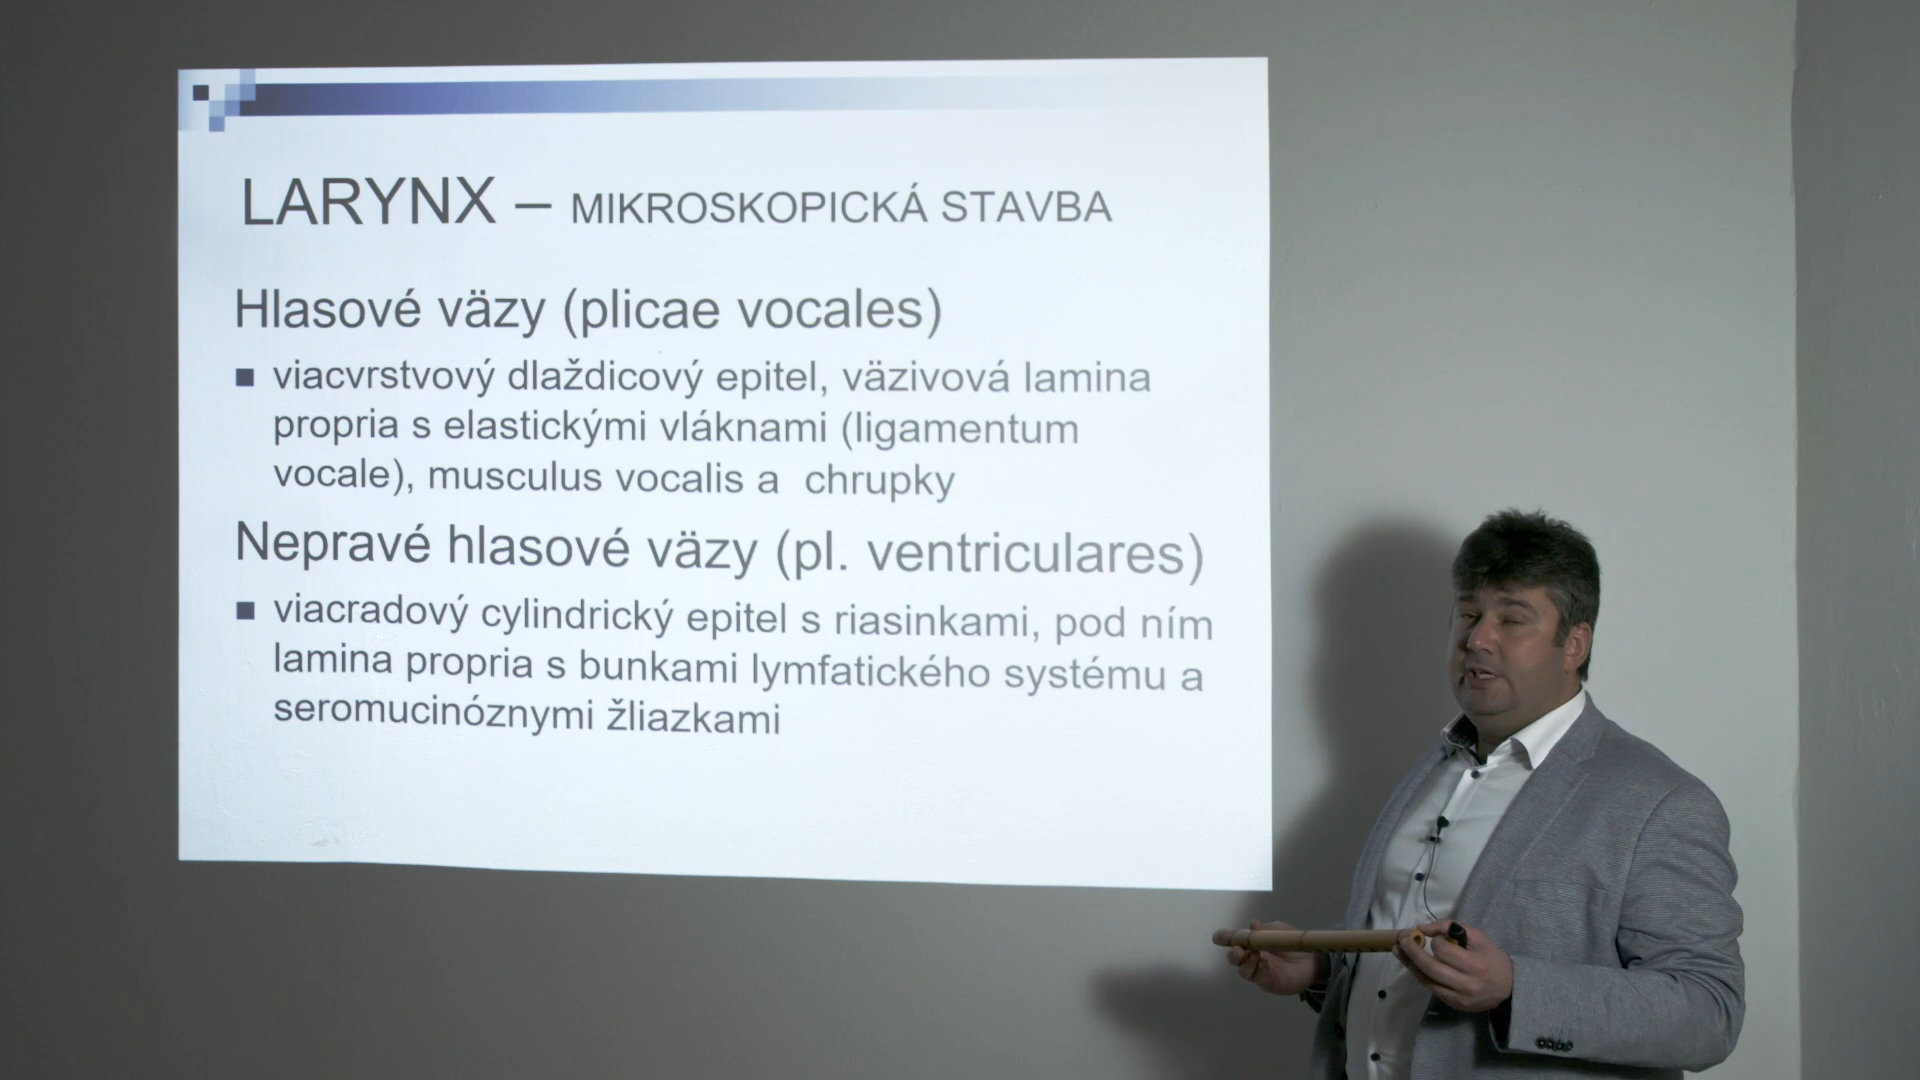 LARYNX – MIKROSKOPICKÁ STAVBA
Hlasové väzy (plicae vocales)
viacvrstvový dlaždicový epitel, väzivová lamina
propria s elastickými vláknami (ligamentum
vocale), musculus vocalis a chrupky
Nepravé hlasové väzy (pl. ventriculares)
viacradový cylindrický epitel s riasinkami, pod ním
lamina propria s bunkami lymfatického systému a
seromucinóznymi žliazkami